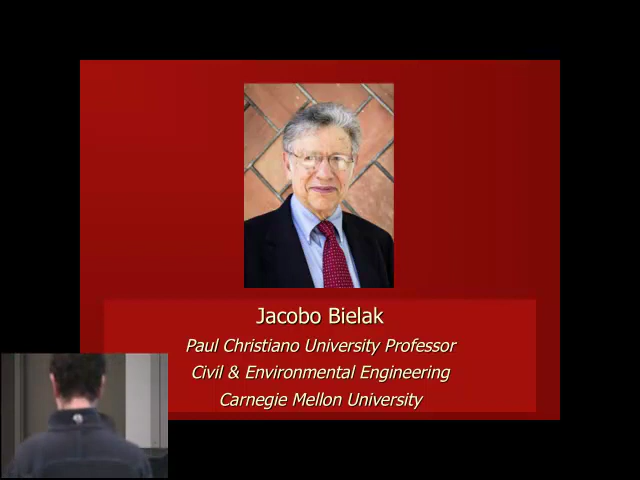 Jacobo Bielak
Paul Christiano University Professor
Civil & Environmental Engineering
Carnegie Mellon University